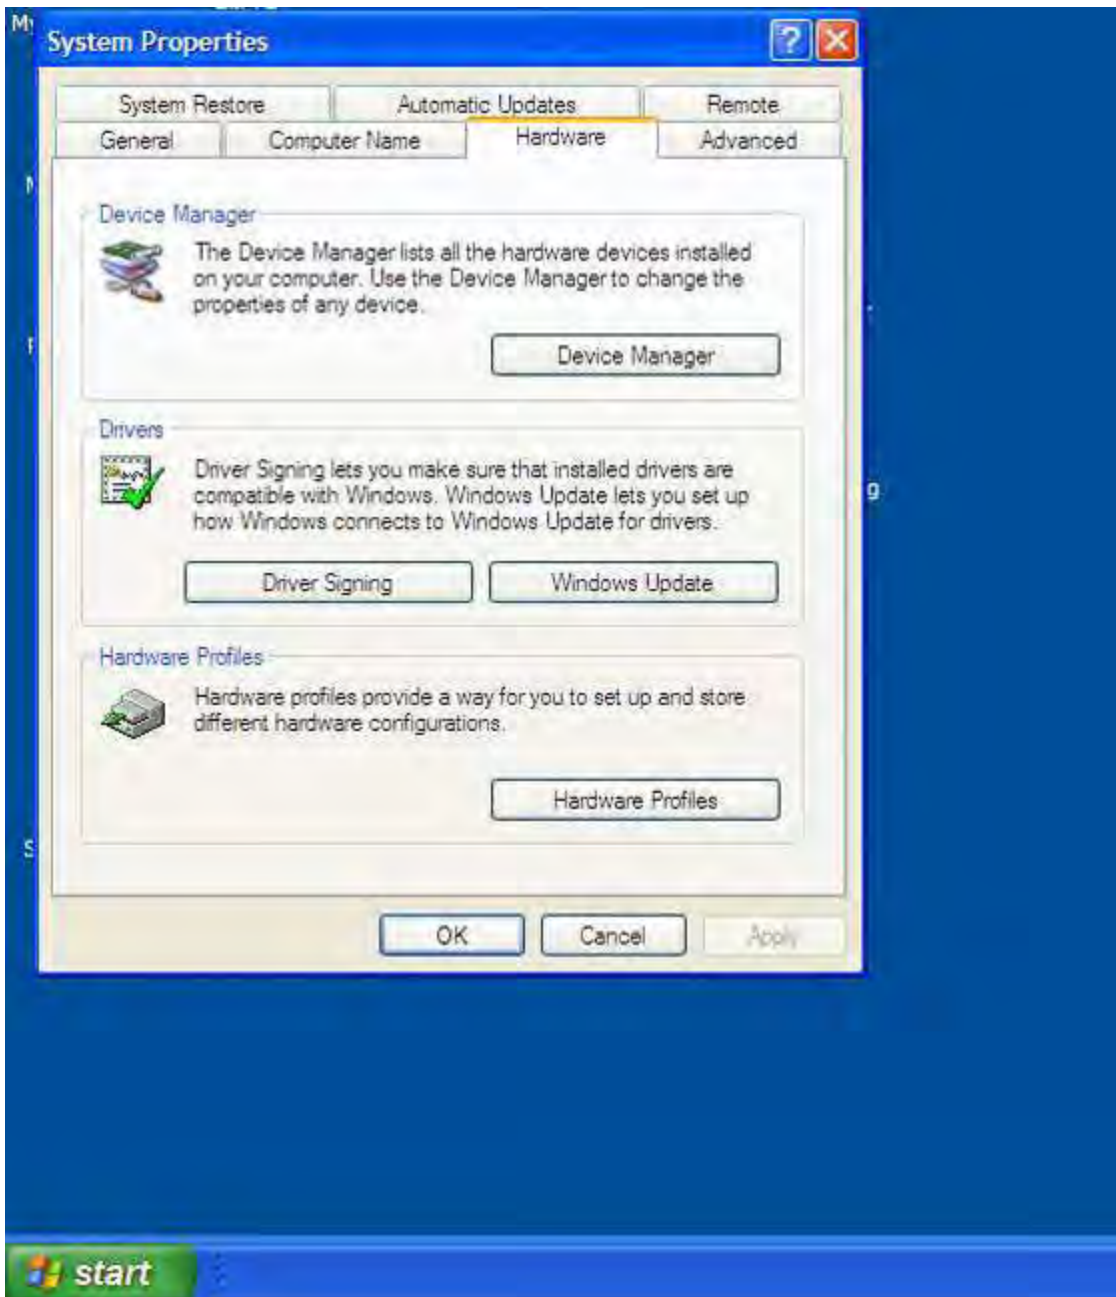 System Properties
System Restore
Automatic Updates
Remote
General
Computer Name
Hardware
Advanced
Device Manager
The Device Manager lists all the hardware devices installed
on your computer. Use the Device Manager to change the
properties of any device.
Device Manager
Drivers
Driver Signing lets you make sure that installed drivers are
compatible with Windows. Windows Update lets you set up
how Windows connects to Windows Update for drivers.
Driver Signing
Windows Update
Hardware Profiles
Hardware profiles provide a way for you to set up and store
different hardware configurations.
Hardware Profiles
OK
Cancel
Apply
start